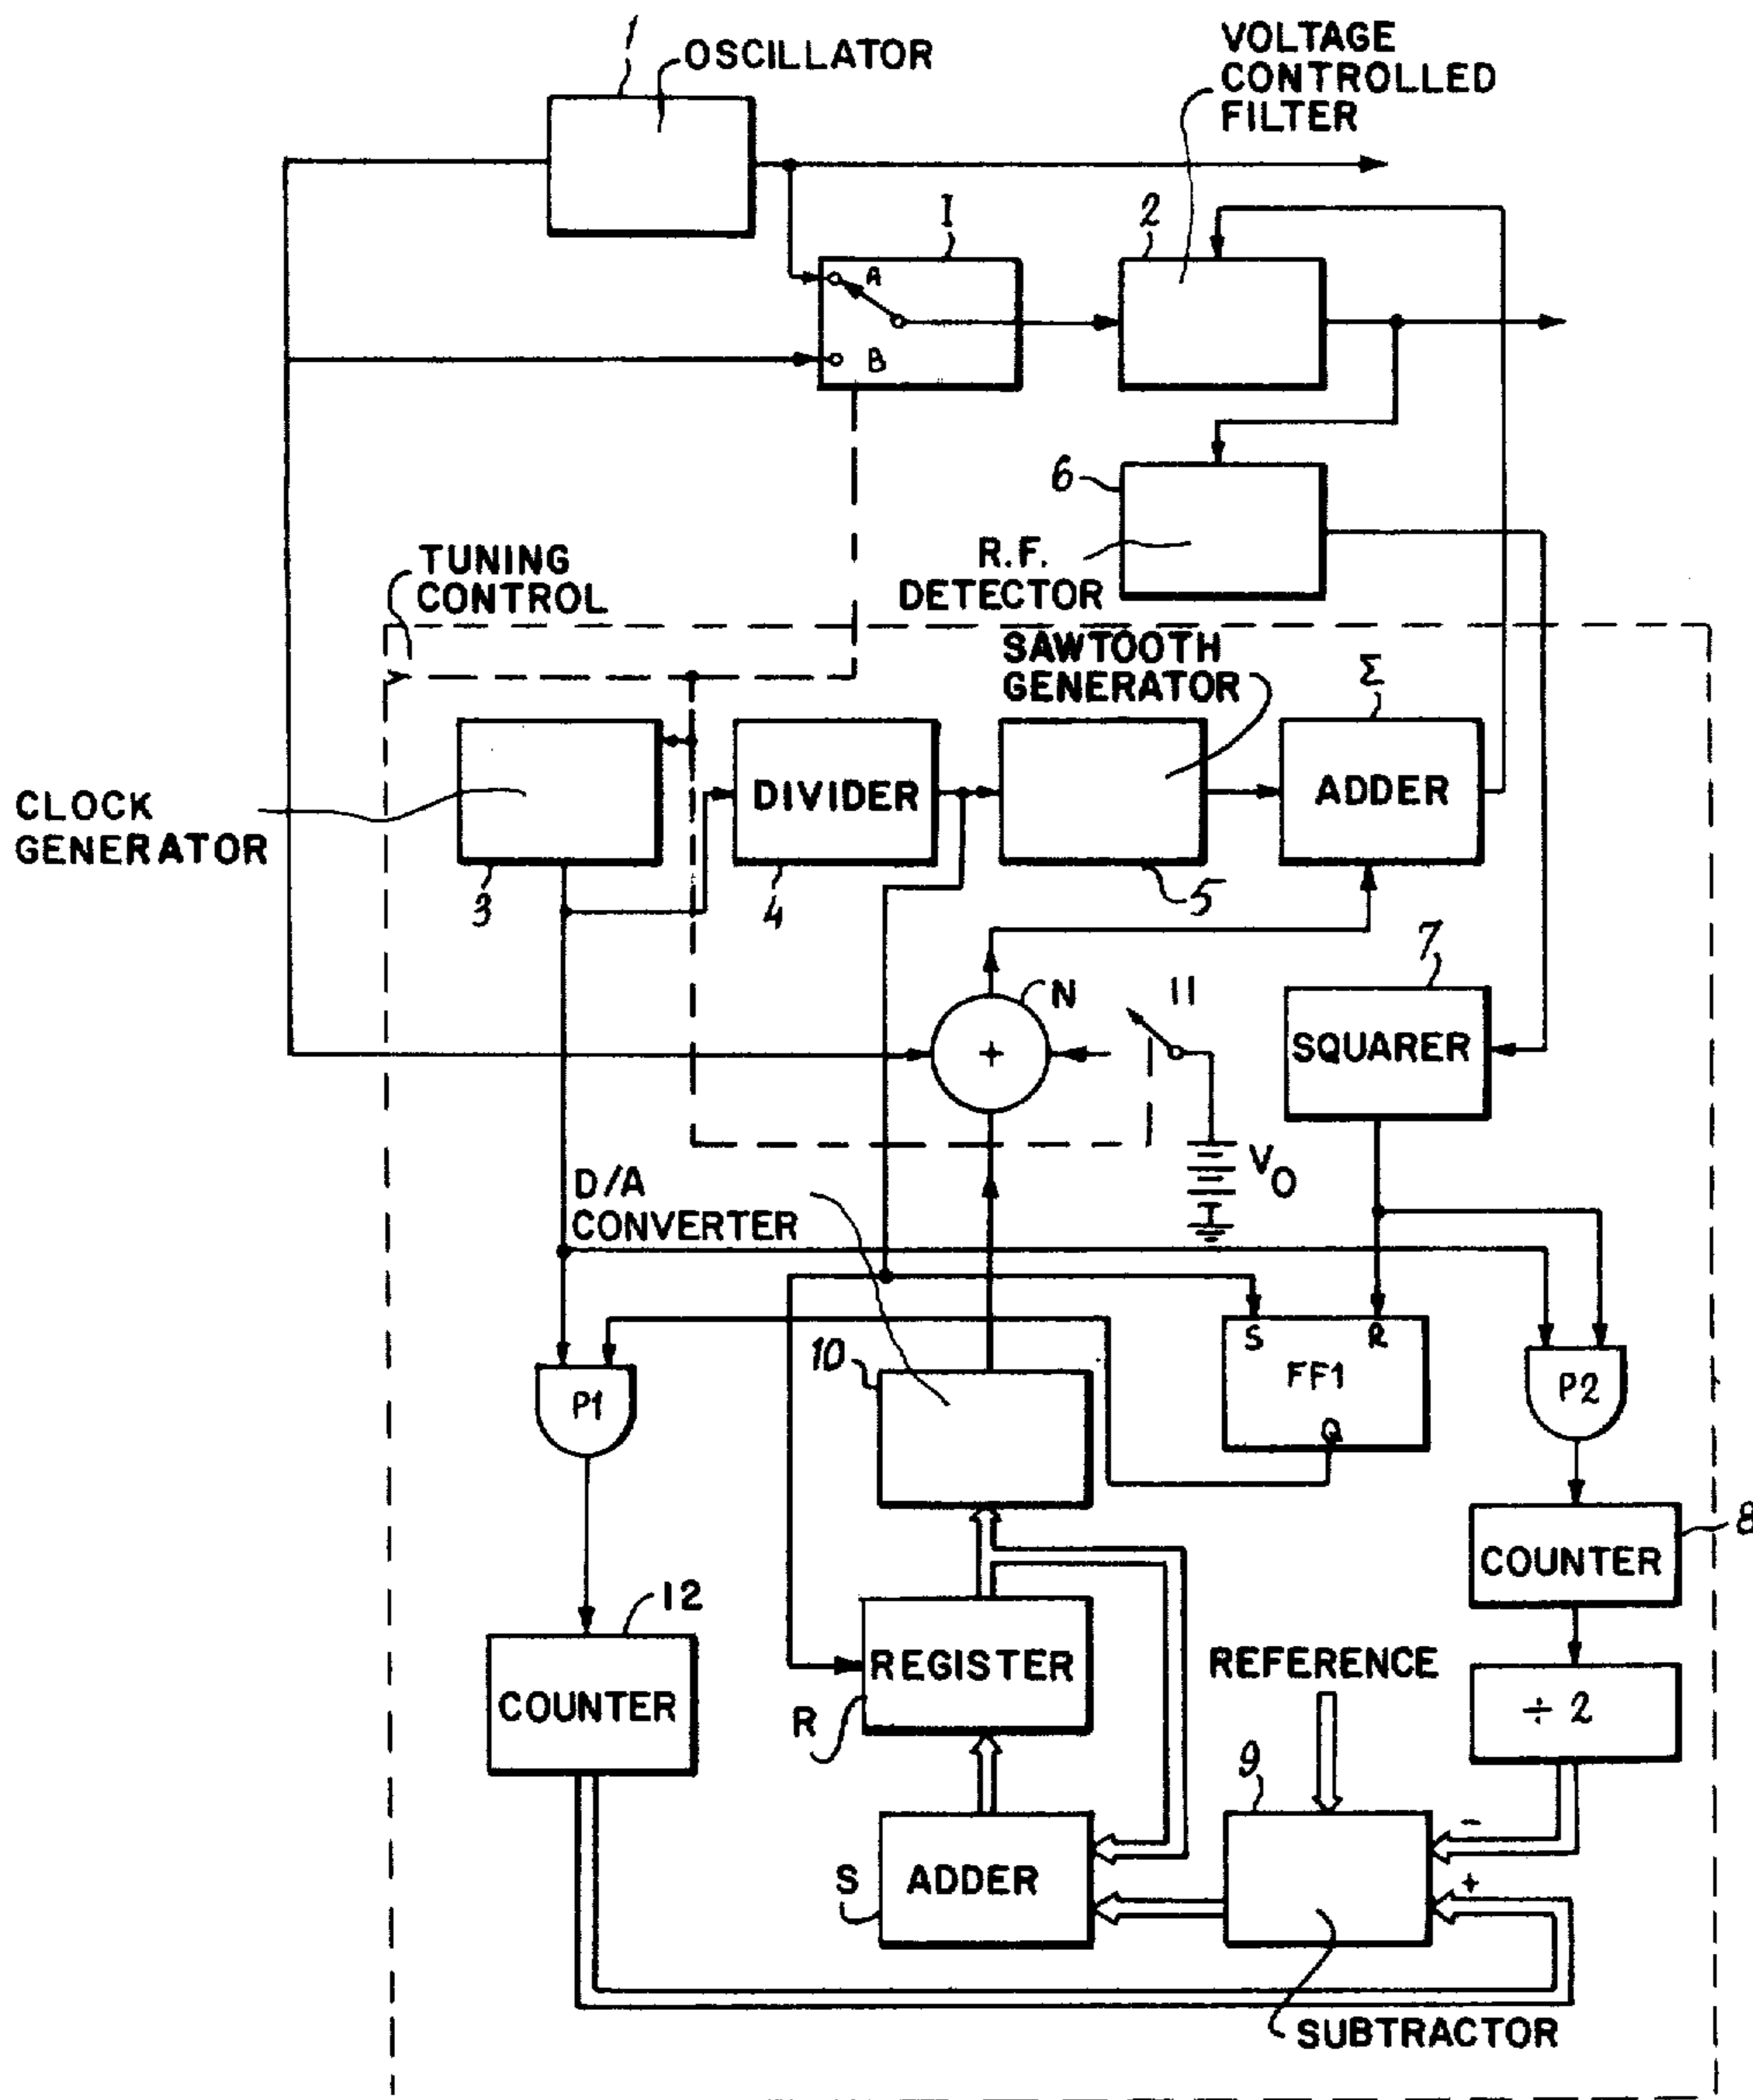 1
OSCILLATOR
VOLTAGE
CONTROLLED
FILTER
I
2
A
B
6
R.F.
DETECTOR
TUNING
CONTROL
SAWTOOTH
GENERATOR
Σ
CLOCK
GENERATOR
DIVIDER
ADDER
3
4
5
7
N
11
+
SQUARER
V₀
D/A
CONVERTER
S
R
FF1
Q
10
P1
P2
8
COUNTER
12
REGISTER
REFERENCE
COUNTER
R
÷ 2
9
-
+
S
ADDER
SUBTRACTOR